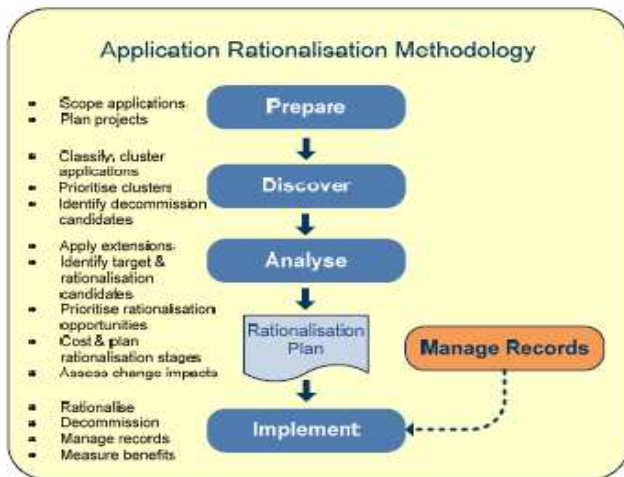 Application Rationalisation Methodology
Scope applications
Plan projects
Prepare
Classify, cluster
applications
Prioritise clusters
Identify decommission
candidates
Discover
Apply extensions.
Identify target &
rationalisation
candidates
Prioritise rationalisation
opportunities
Cost & plan
rationalisation stages
Assess change impacts
Analyse
Rationalisation
Plan
Manage Records
Rationalise
Decommission
Manage records
Measure benefits
Implement